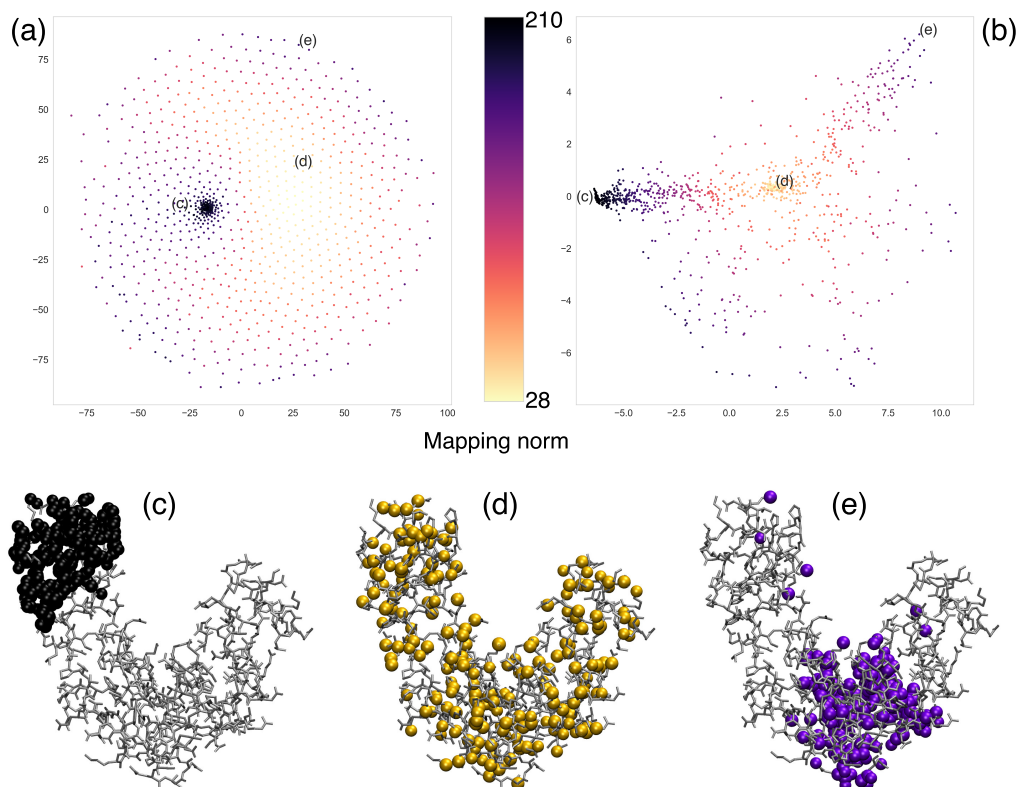 (a)
(e)
(d)
(c)
75
50
25
0
−25
−50
−75
−75 −50 −25 0 25 50 75 100
210
28
Mapping norm
(b)
(e)
(d)
(c)
6
4
2
0
−2
−4
−6
−5.0 −2.5 0.0 2.5 5.0 7.5 10.0
(c) (d) (e)